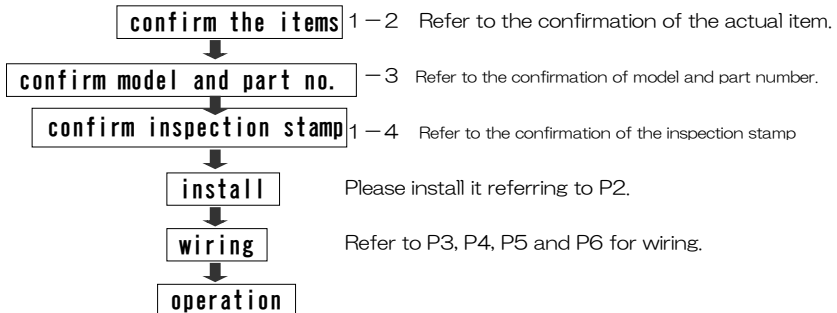 confirm the items 1－2 Refer to the confirmation of the actual item.
confirm model and part no. －3 Refer to the confirmation of model and part number.
confirm inspection stamp 1－4 Refer to the confirmation of the inspection stamp
install Please install it referring to P2.
wiring Refer to P3, P4, P5 and P6 for wiring.
operation